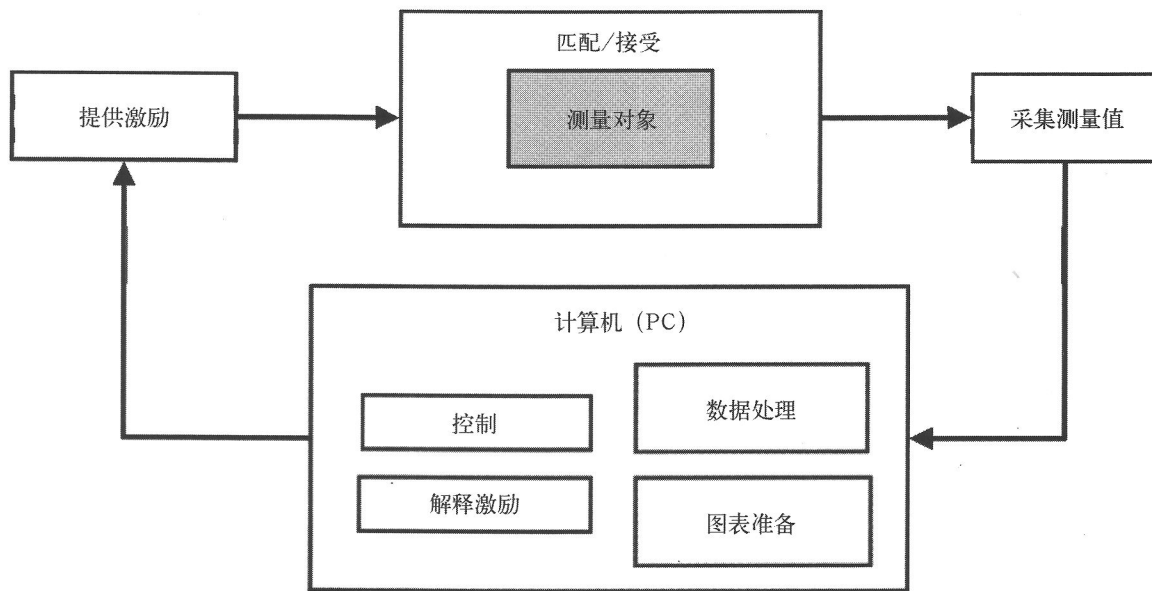 匹配/接受
提供激励
测量对象
采集测量值
计算机（PC）
控制
数据处理
解释激励
图表准备